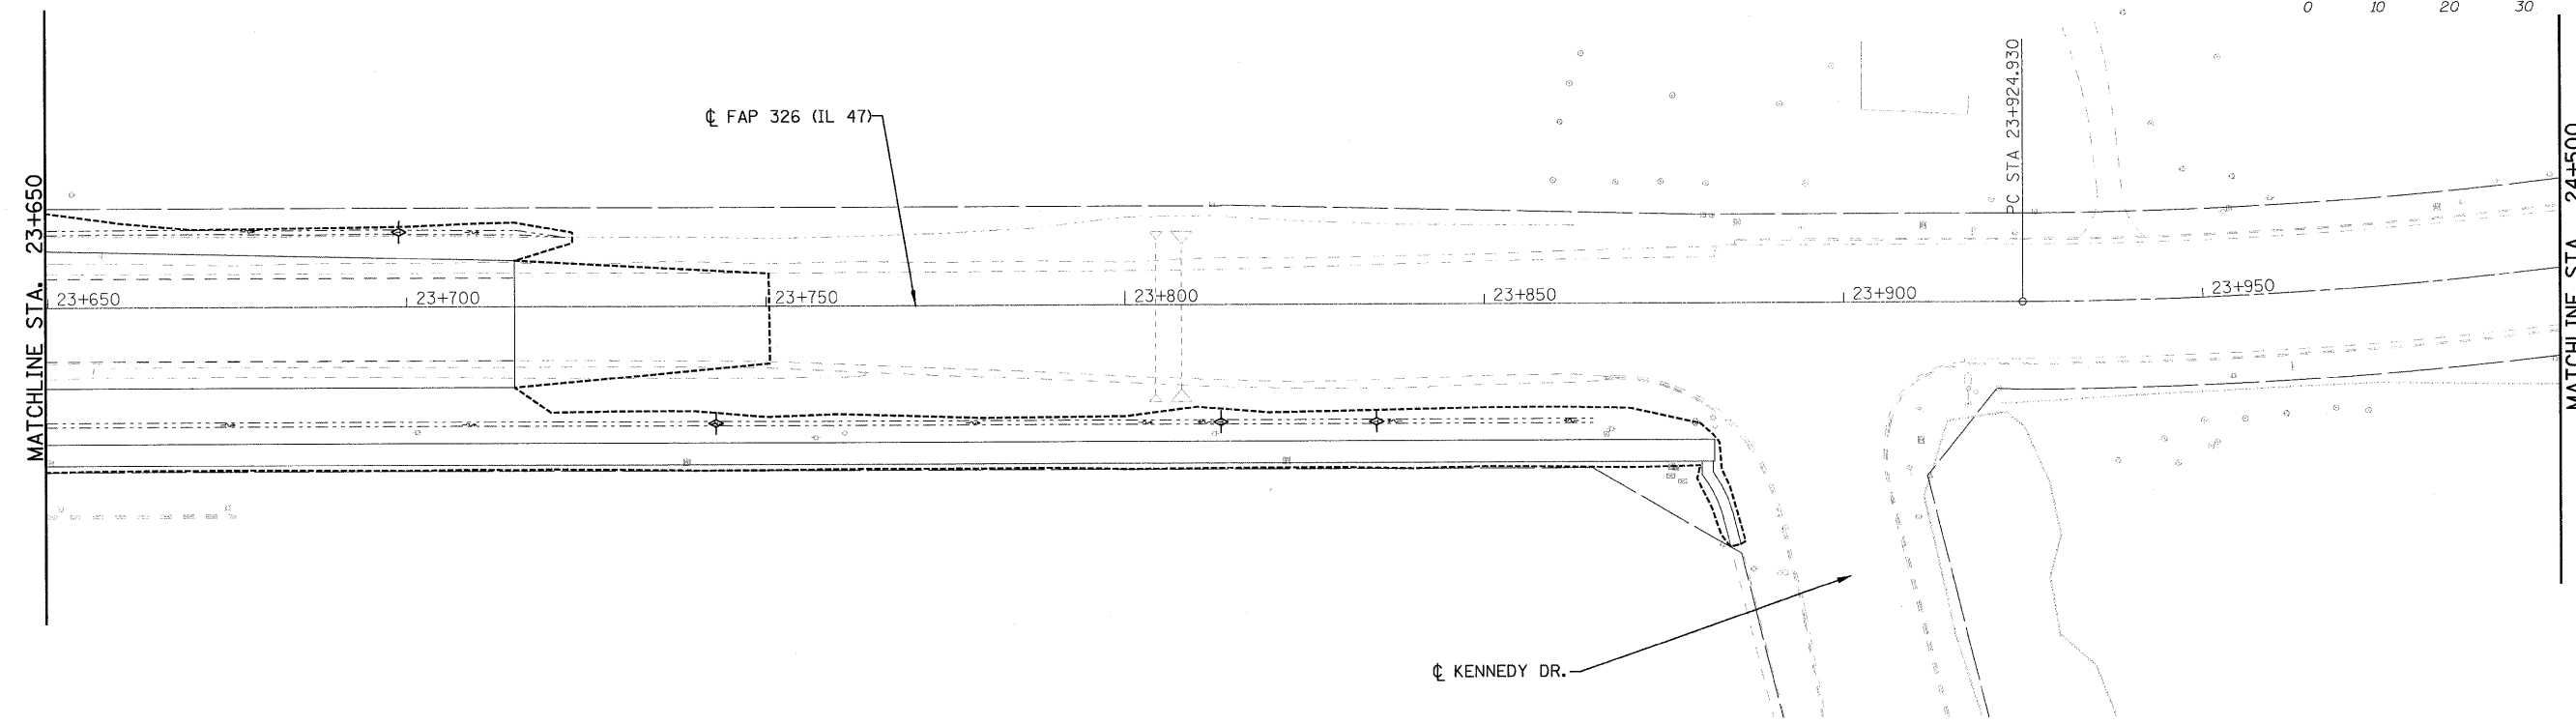 0 10 20 30
℄ FAP 326 (IL 47)
PC STA 23+924.930
MATCHLINE STA. 23+650
23+650 23+700 23+750 23+800 23+850 23+900 23+950
MATCHLINE STA 24+500
℄ KENNEDY DR.